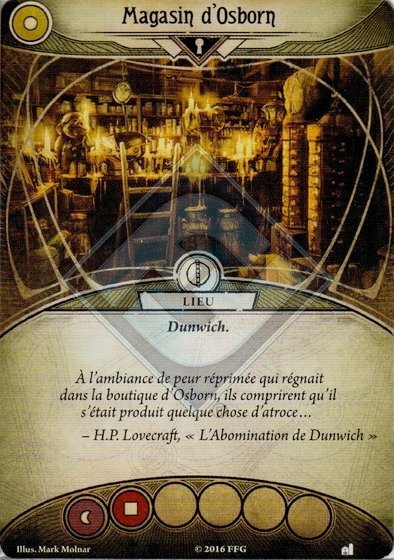 Magasin d'Osborn
LIEU
Dunwich.
À l'ambiance de peur réprimée qui régnait
dans la boutique d'Osborn, ils comprirent qu'il
s'était produit quelque chose d'atroce…
– H.P. Lovecraft, « L'Abomination de Dunwich »
Illus. Mark Molnar
© 2016 FFG